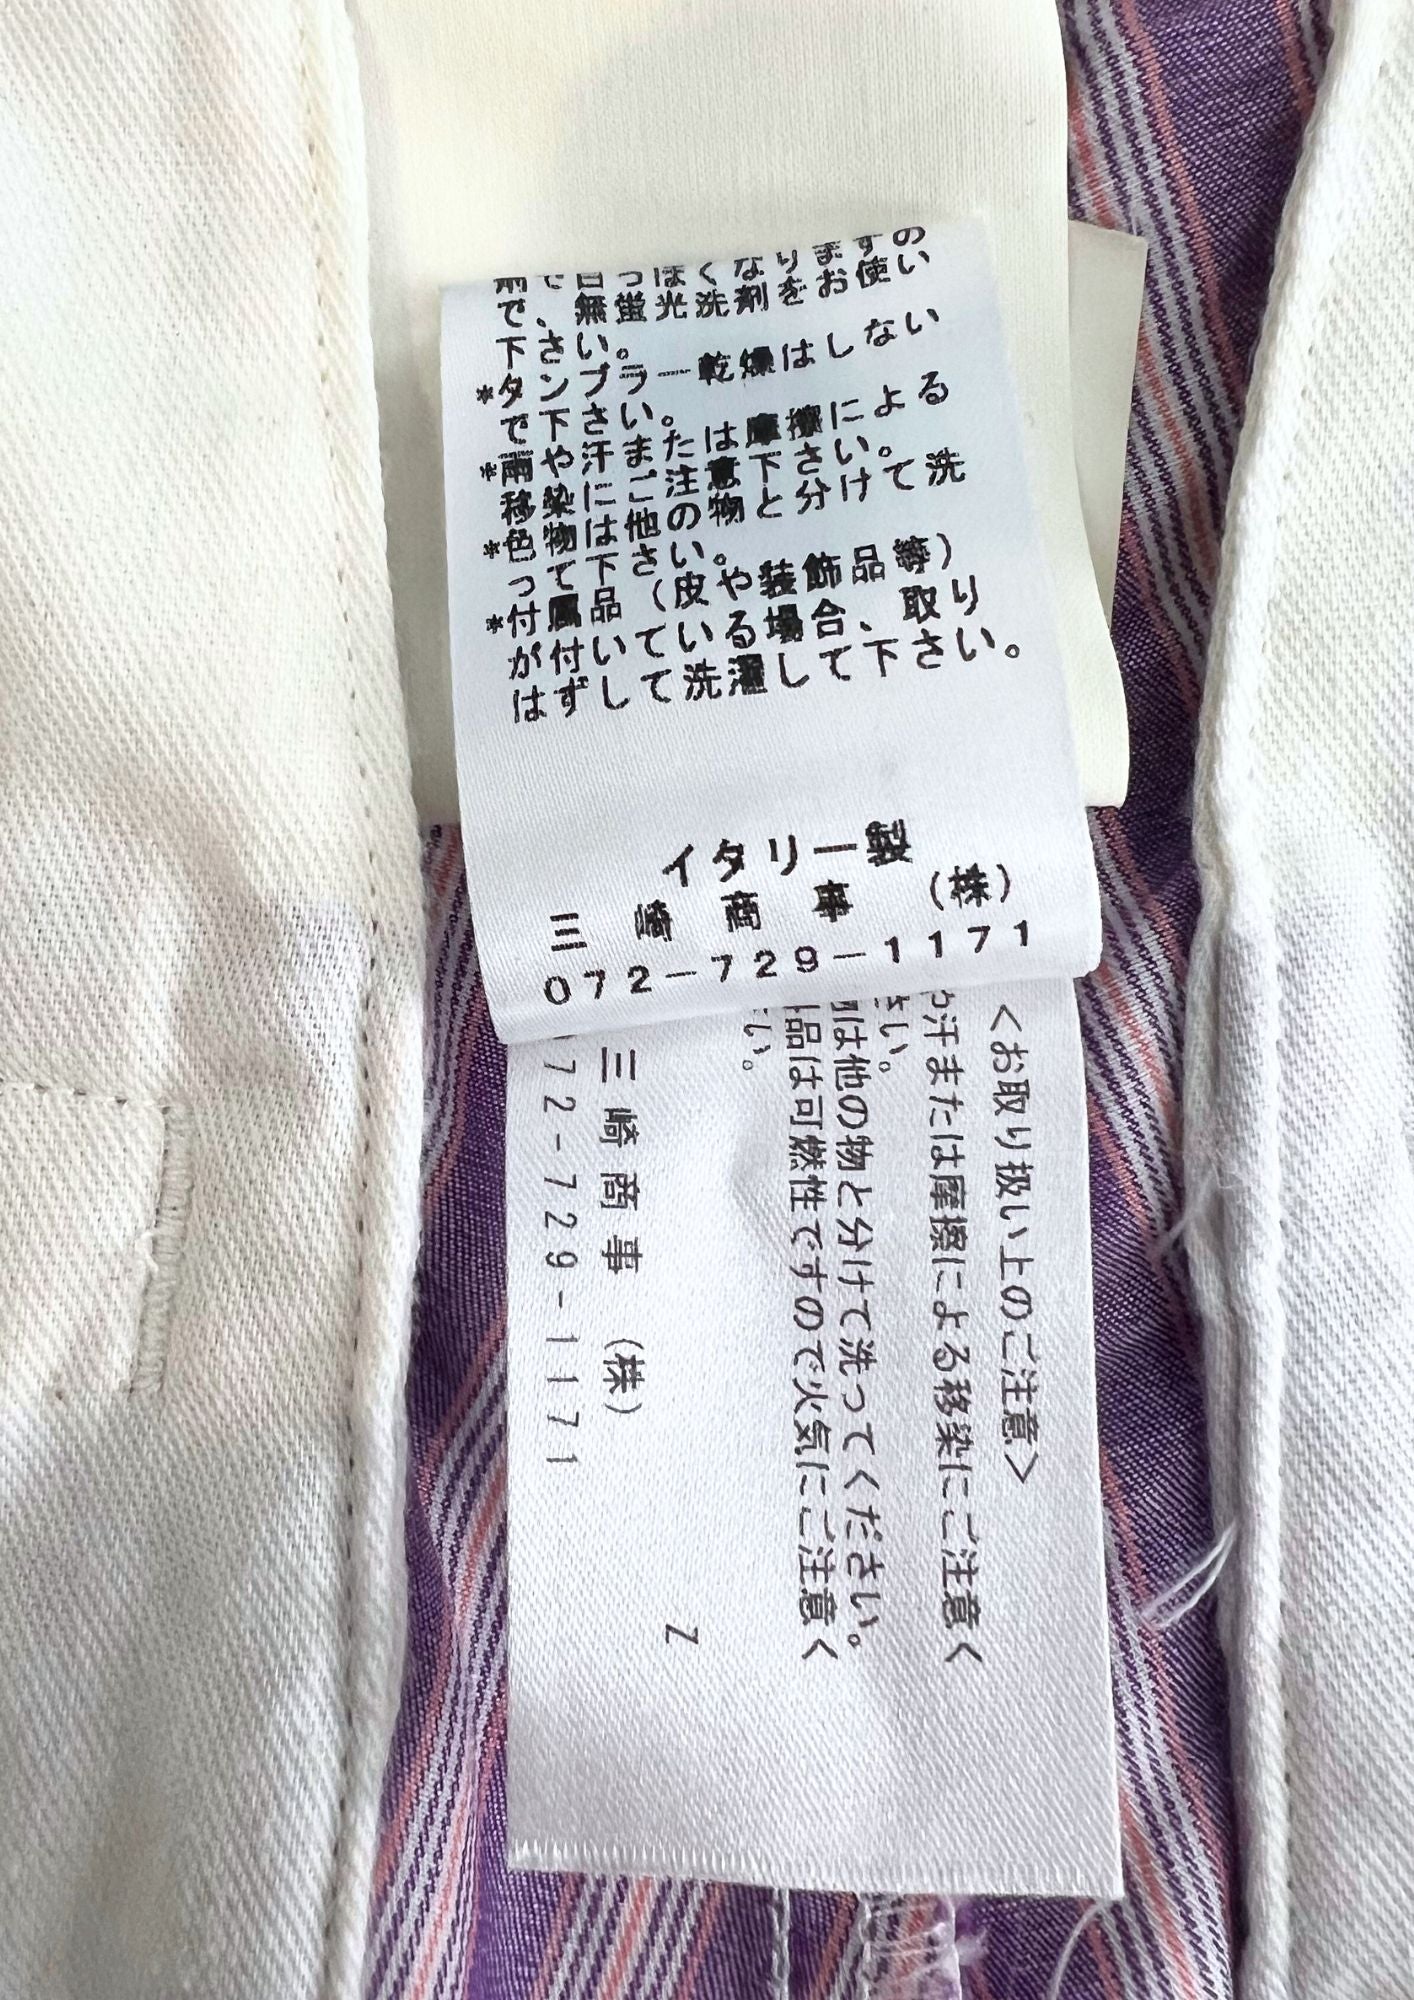 剤で白っぽくなりますの
で、無蛍光洗剤をお使い
下さい。
*タンブラー乾燥はしない
で下さい。
*雨や汗または摩擦による
移染にご注意下さい。
*色物は他の物と分けて洗
って下さい。
*付属品（皮や装飾品等）
が付いている場合、取り
はずして洗濯して下さい。
イタリー製
三崎商事（株）
072-729-1171
<お取り扱い上のご注意>
汗または摩擦による移染にご注意く
さい。
は他の物と分けて洗ってください。
品は可燃性ですので火気にご注意く
い。
Z
三崎商事（株）
72-729-1171